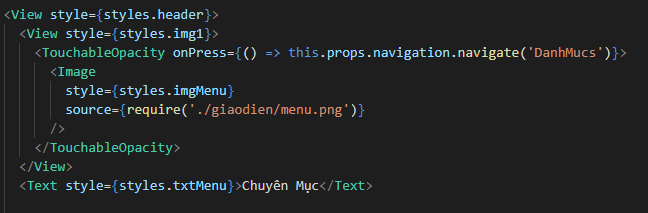 <View style={styles.header}>
<View style={styles.img1}>
<TouchableOpacity onPress={() => this.props.navigation.navigate('DanhMucs')}>
<Image
style={styles.imgMenu}
source={require('./giaodien/menu.png')}
/>
</TouchableOpacity>
</View>
<Text style={styles.txtMenu}>Chuyên Mục</Text>